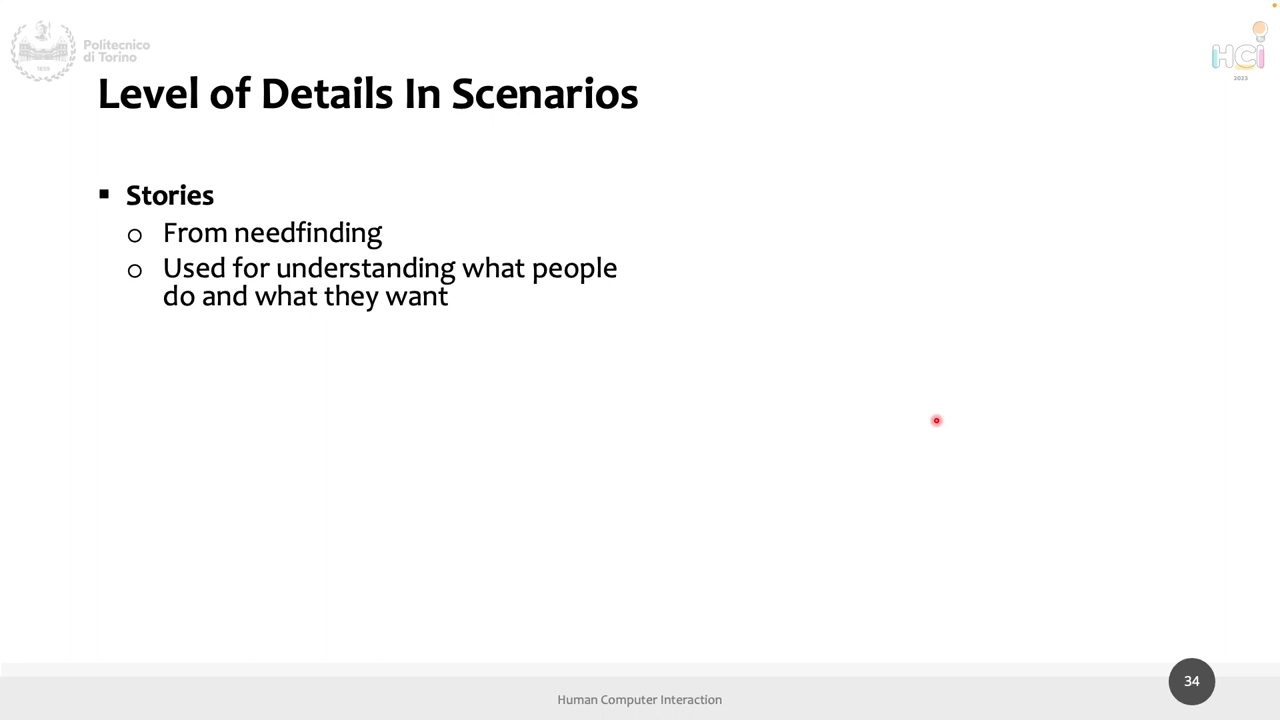 Politecnico
di Torino
1859
HCI
2023
Level of Details In Scenarios
Stories
From needfinding
Used for understanding what people
do and what they want
34
Human Computer Interaction